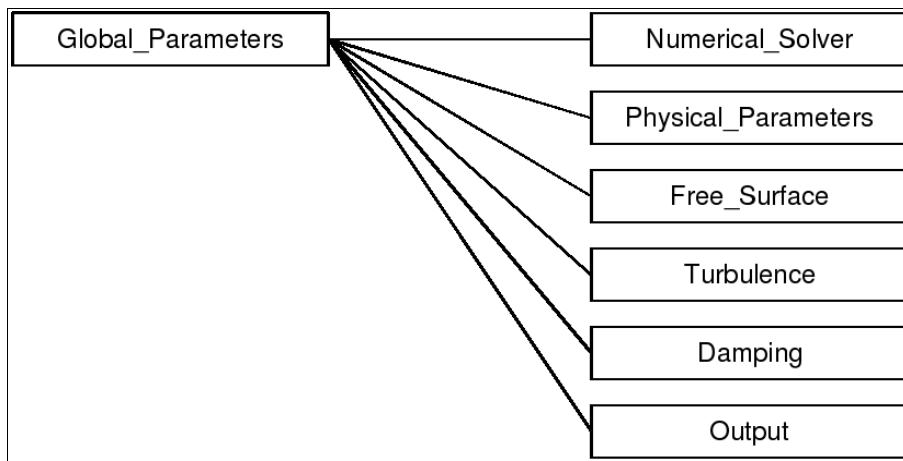 Global_Parameters
Numerical_Solver
Physical_Parameters
Free_Surface
Turbulence
Damping
Output